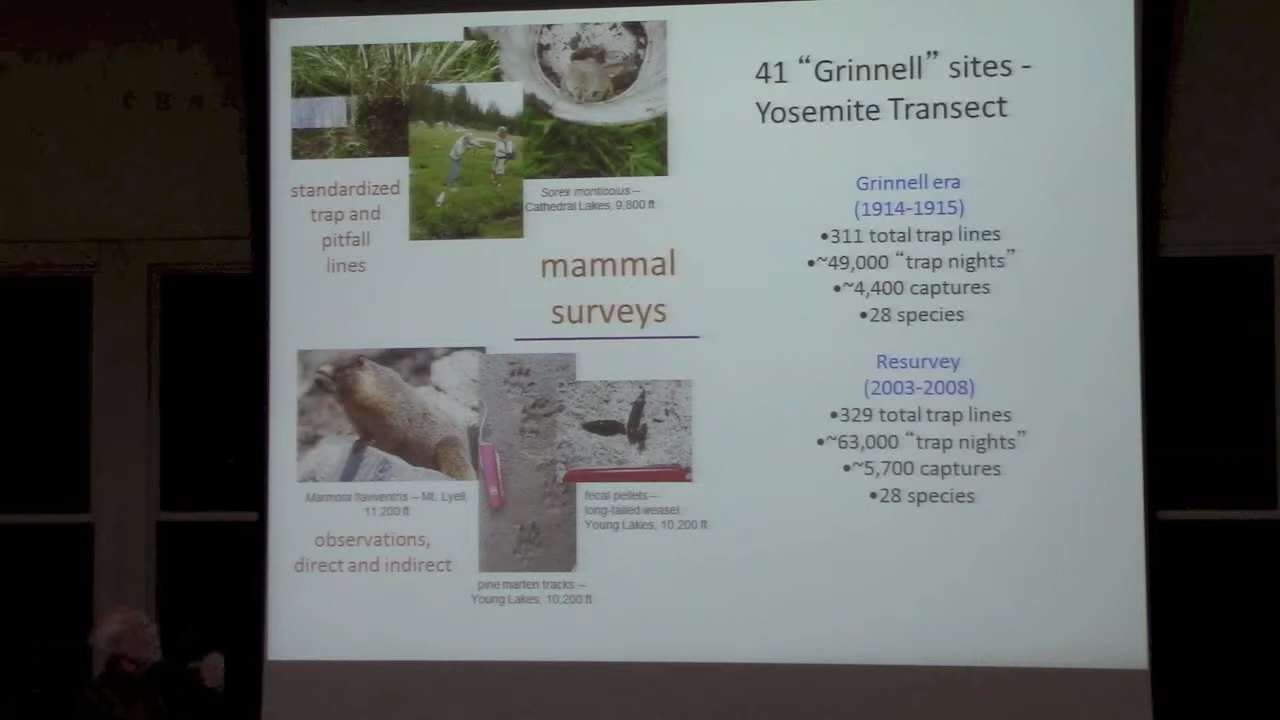 41 “Grinnell” sites -
Yosemite Transect
standardized
trap and
pitfall
lines
Sorex monticolus –
Cathedral Lakes, 9,800 ft
mammal
surveys
Grinnell era
(1914-1915)
•311 total trap lines
•~49,000 “trap nights”
•~4,400 captures
•28 species
Resurvey
(2003-2008)
•329 total trap lines
•~63,000 “trap nights”
•~5,700 captures
•28 species
Marmota flaviventris – Mt. Lyell,
11,200 ft
observations,
direct and indirect
fecal pellets –
long-tailed weasel,
Young Lakes, 10,200 ft
pine marten tracks –
Young Lakes, 10,200 ft